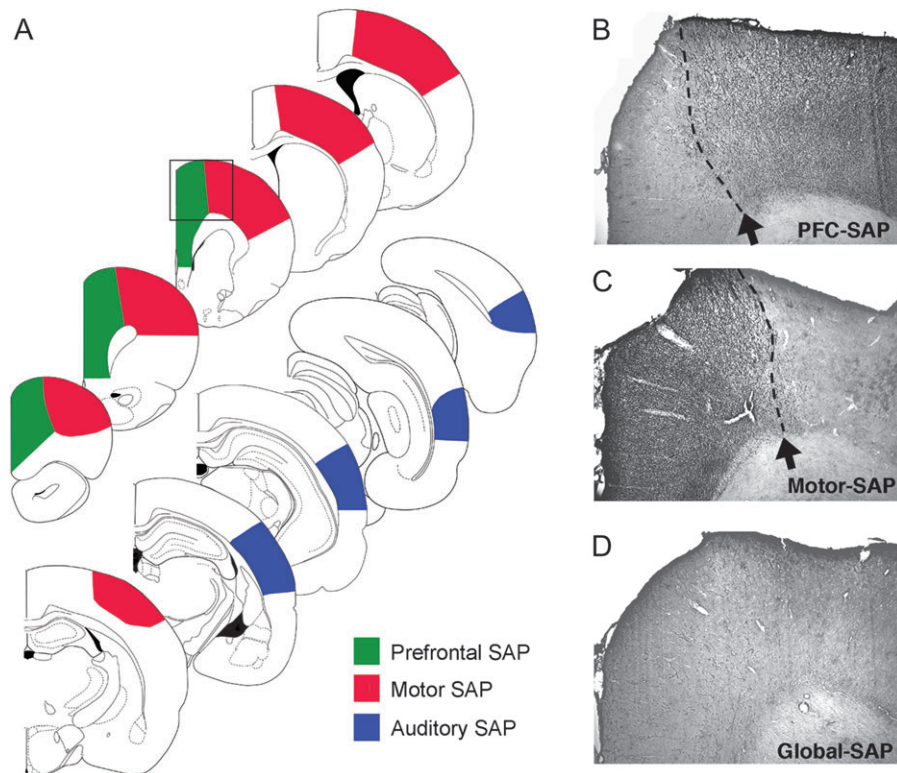 A
Prefrontal SAP
Motor SAP
Auditory SAP
B
PFC-SAP
C
Motor-SAP
D
Global-SAP